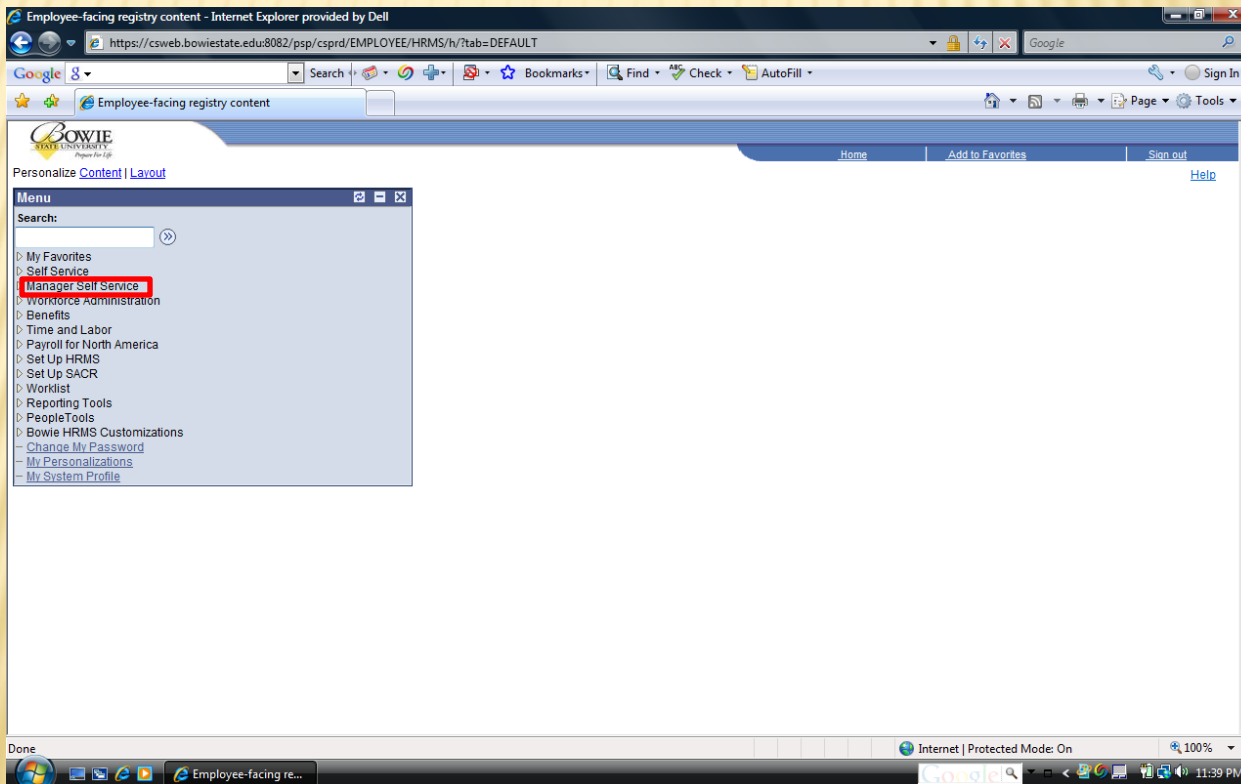 Employee-facing registry content - Internet Explorer provided by Dell
https://csweb.bowiestate.edu:8082/psp/csprd/EMPLOYEE/HRMS/h/?tab=DEFAULT
Google
Google Search Bookmarks Find Check AutoFill Sign In
Employee-facing registry content
Page Tools
BOWIE
STATE UNIVERSITY
Prepare For Life
Home Add to Favorites Sign out
Personalize Content | Layout
Help
Menu
Search:
My Favorites
Self Service
Manager Self Service
Workforce Administration
Benefits
Time and Labor
Payroll for North America
Set Up HRMS
Set Up SACR
Worklist
Reporting Tools
PeopleTools
Bowie HRMS Customizations
Change My Password
My Personalizations
My System Profile
Done
Internet | Protected Mode: On
100%
Employee-facing re...
Google
11:39 PM